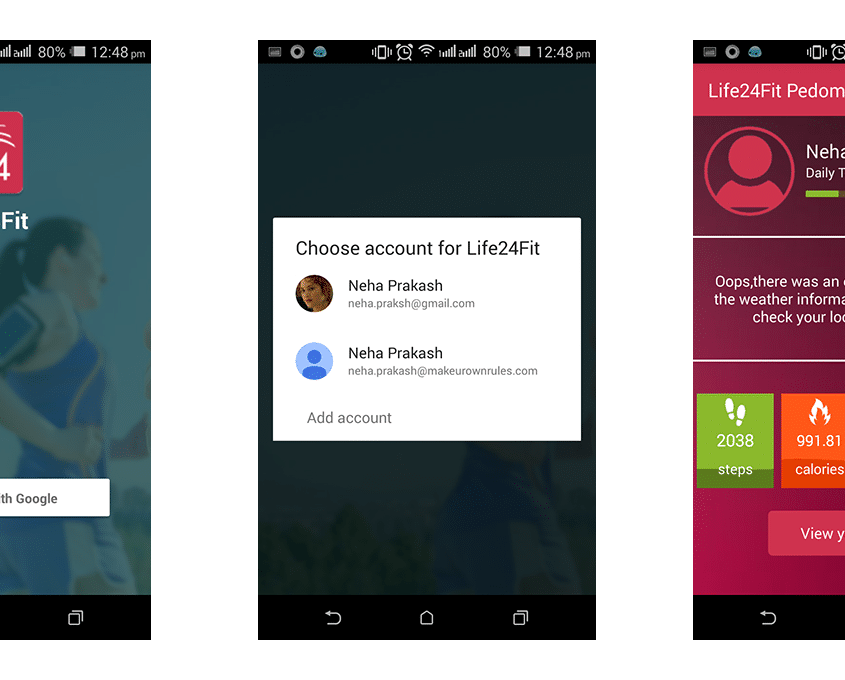 80% 12:48 pm
4
Fit
th Google
80% 12:48 pm
Choose account for Life24Fit
Neha Prakash
neha.praksh@gmail.com
Neha Prakash
neha.prakash@makeurownrules.com
Add account
Life24Fit Pedom
Neha
Daily T
Oops,there was an
the weather informa
check your loc
2038
steps
991.81
calories
View y